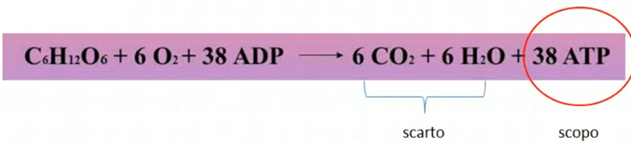 C₆H₁₂O₆ + 6 O₂ + 38 ADP ⟶ 6 CO₂ + 6 H₂O + 38 ATP
scarto scopo